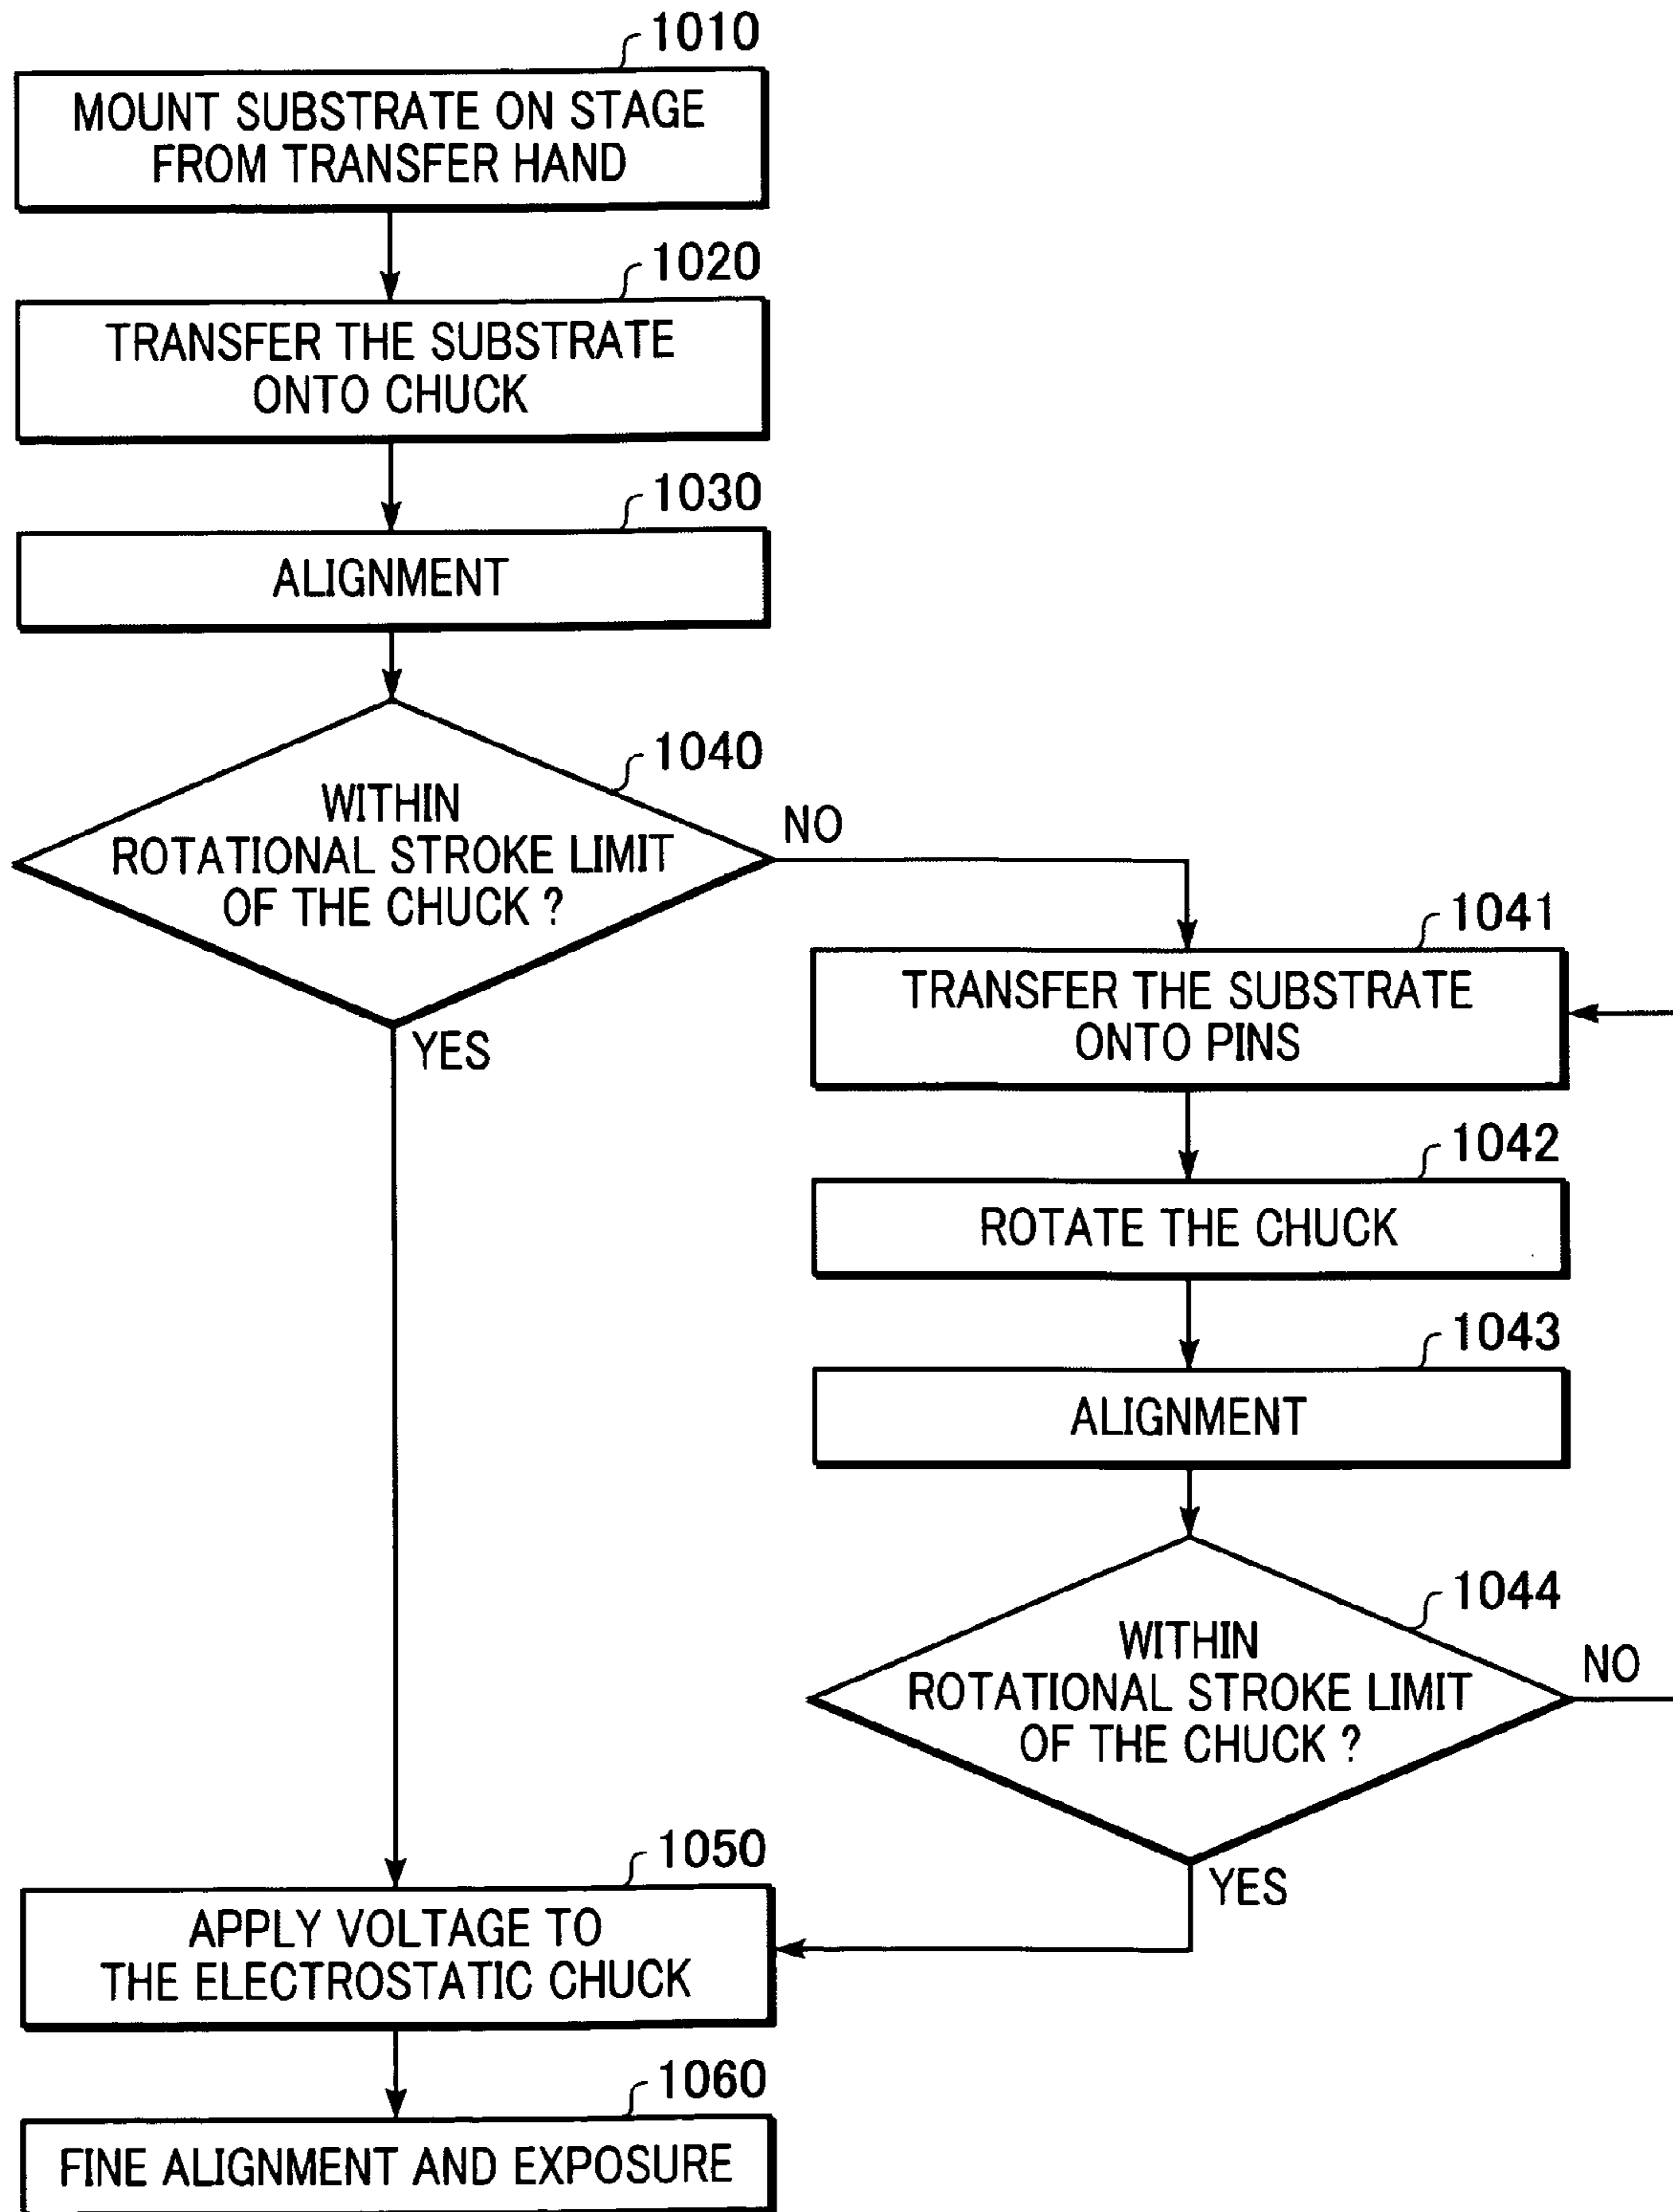 1010
MOUNT SUBSTRATE ON STAGE
FROM TRANSFER HAND
1020
TRANSFER THE SUBSTRATE
ONTO CHUCK
1030
ALIGNMENT
1040
WITHIN
ROTATIONAL STROKE LIMIT
OF THE CHUCK ?
NO
YES
1041
TRANSFER THE SUBSTRATE
ONTO PINS
1042
ROTATE THE CHUCK
1043
ALIGNMENT
1044
WITHIN
ROTATIONAL STROKE LIMIT
OF THE CHUCK ?
NO
YES
1050
APPLY VOLTAGE TO
THE ELECTROSTATIC CHUCK
1060
FINE ALIGNMENT AND EXPOSURE